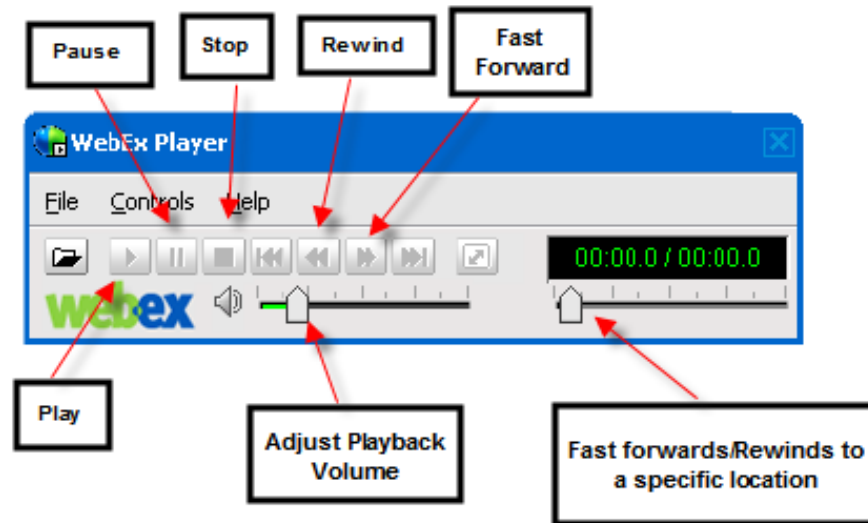 Pause
Stop
Rewind
Fast
Forward
WebEx Player
File Controls Help
00:00.0 / 00:00.0
webex
Play
Adjust Playback
Volume
Fast forwards/Rewinds to
a specific location